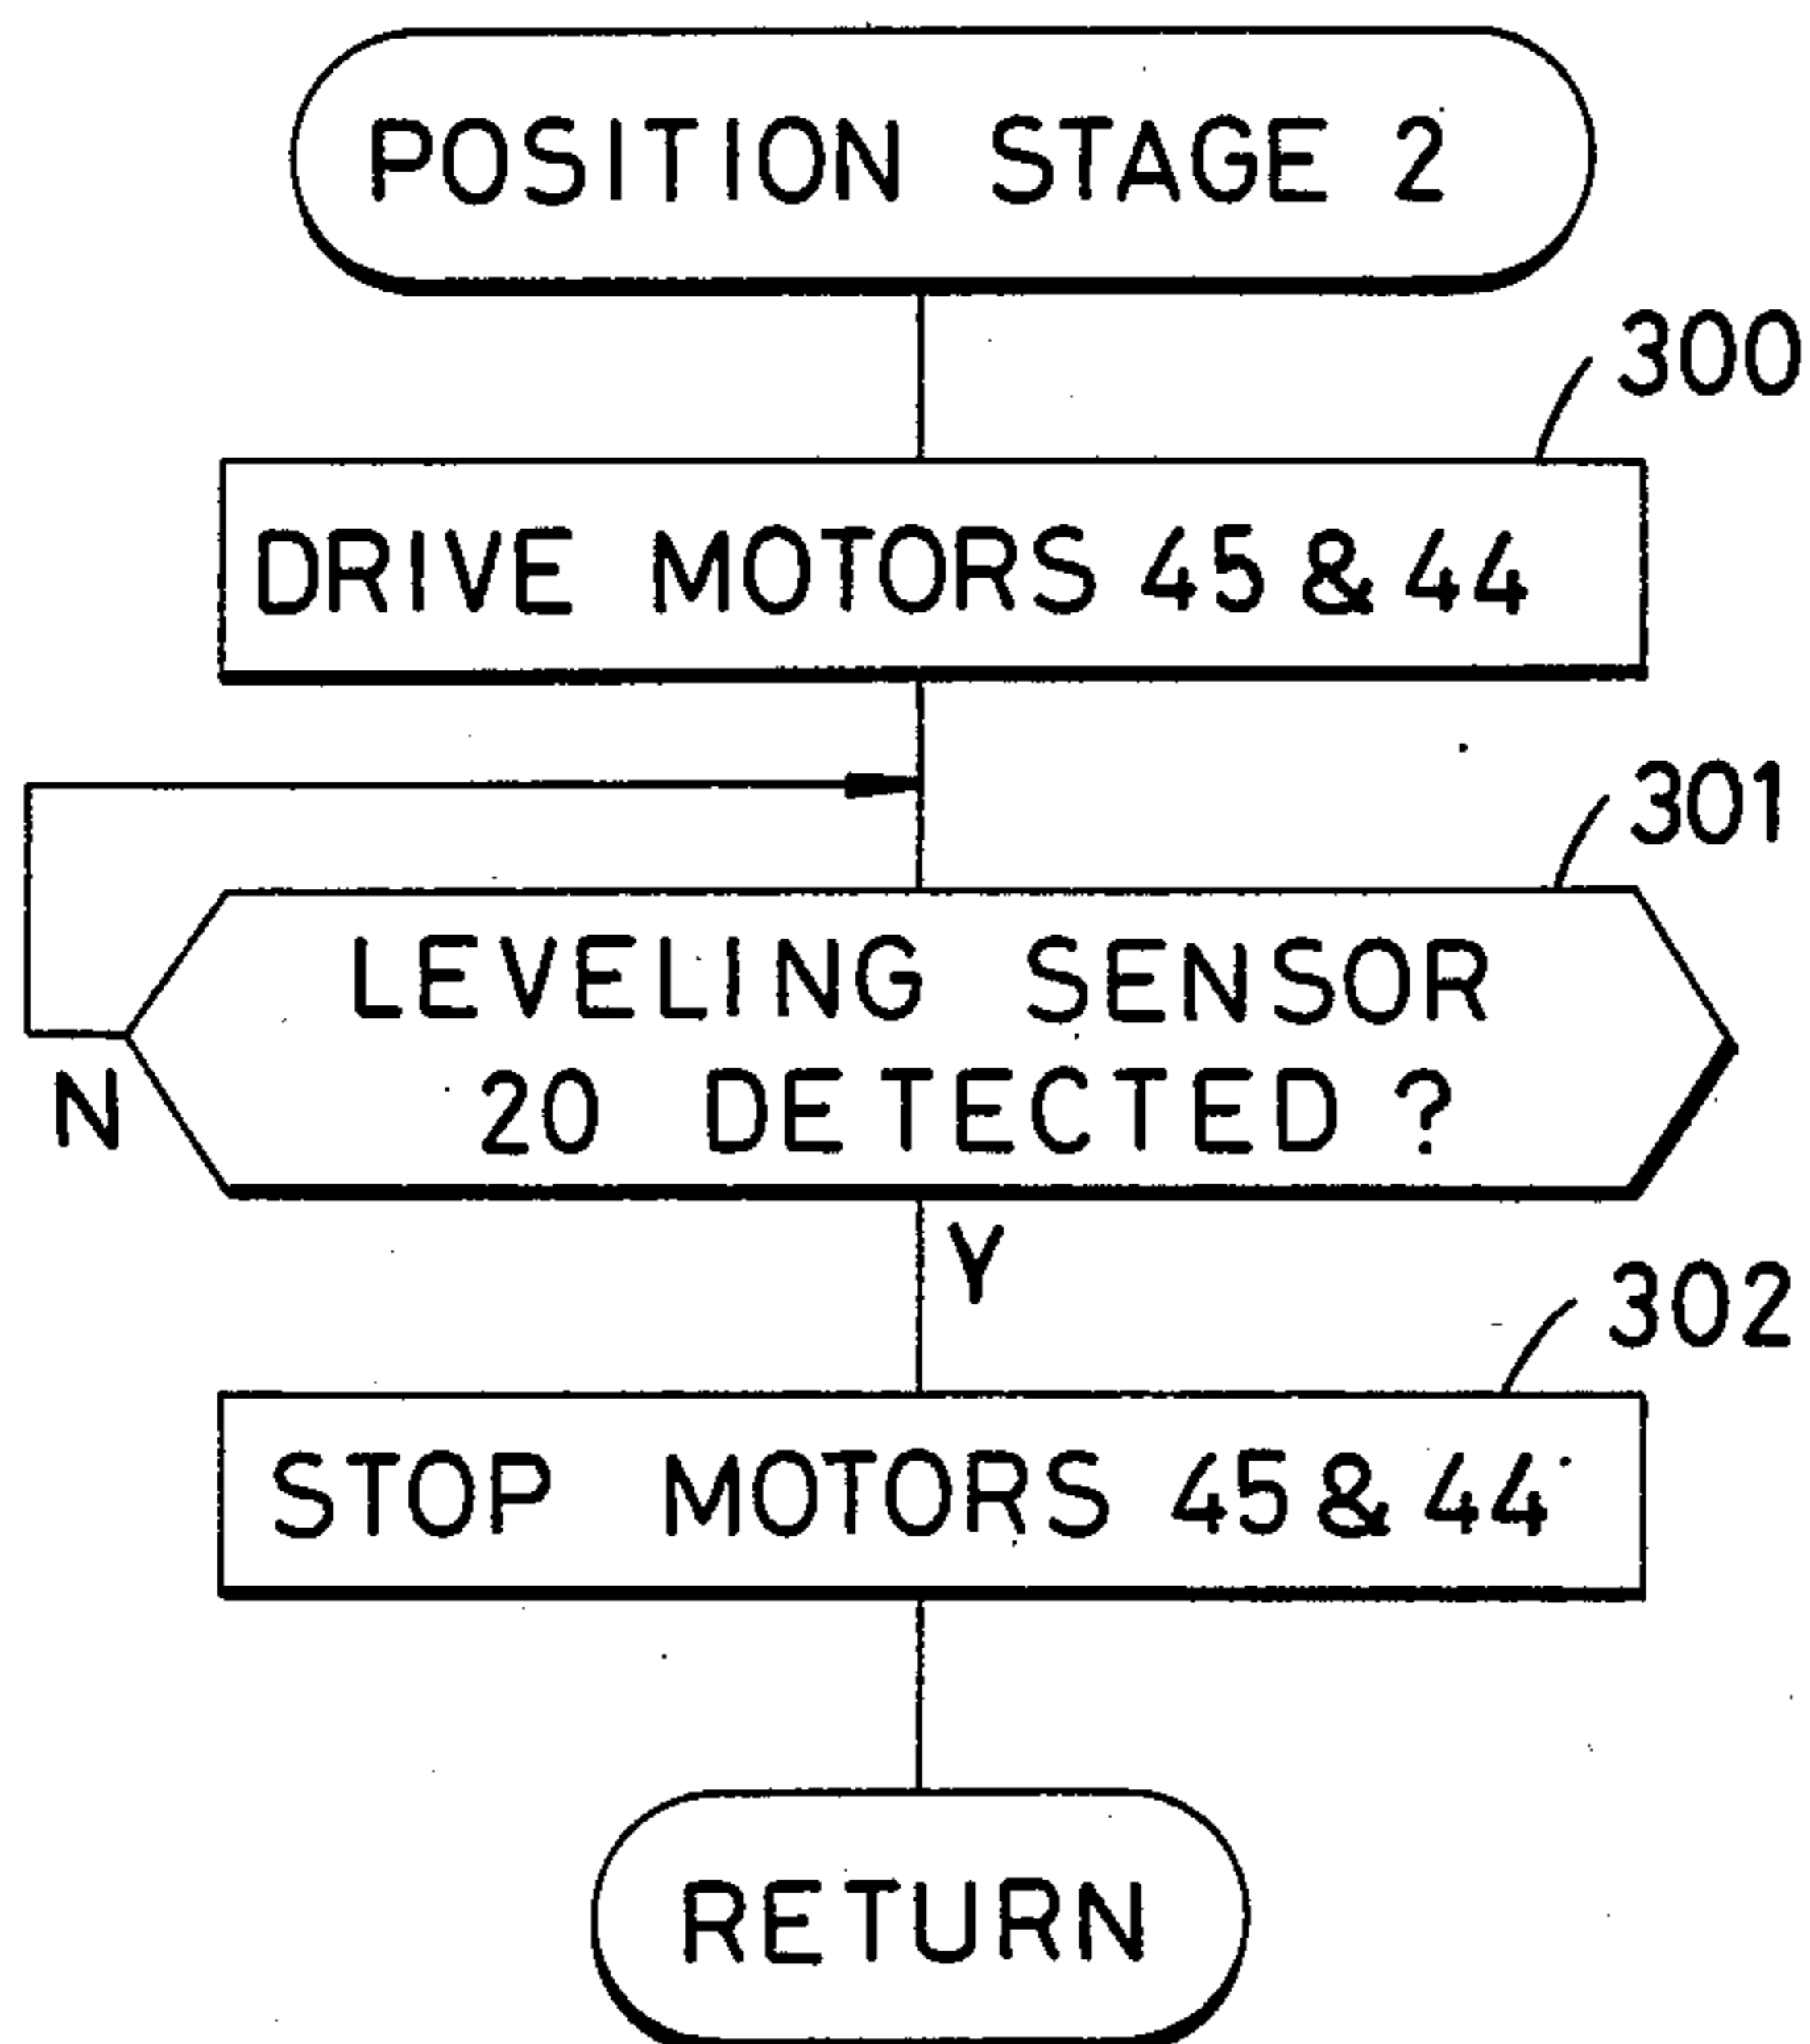 POSITION STAGE 2
300
DRIVE MOTORS 45 & 44
301
LEVELING SENSOR
20 DETECTED ?
N
Y
302
STOP MOTORS 45 & 44
RETURN